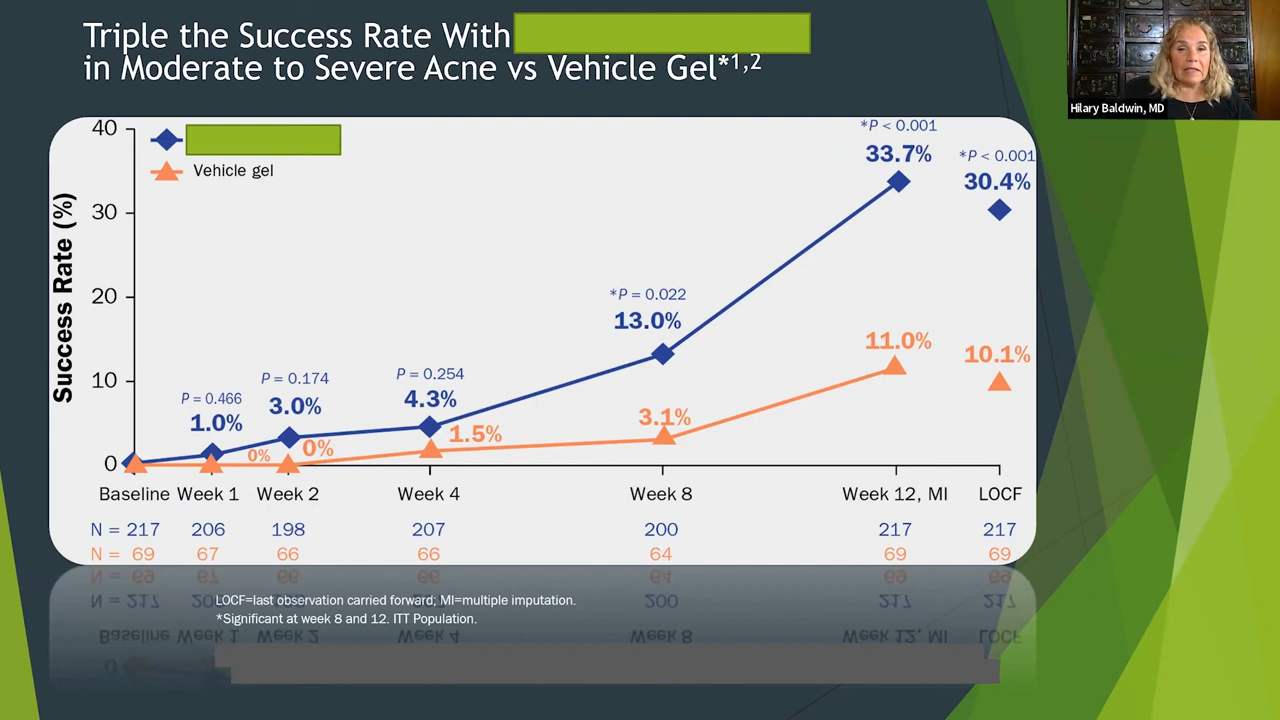 Triple the Success Rate With
in Moderate to Severe Acne vs Vehicle Gel*1,2
Hilary Baldwin, MD
Success Rate (%)
40
30
20
10
0
Vehicle gel
P = 0.466
1.0%
0%
P = 0.174
3.0%
0%
P = 0.254
4.3%
1.5%
*P = 0.022
13.0%
3.1%
*P < 0.001
33.7%
11.0%
*P < 0.001
30.4%
10.1%
Baseline Week 1 Week 2 Week 4 Week 8 Week 12, MI LOCF
N = 217 206 198 207 200 217 217
N = 69 67 66 66 64 69 69
LOCF=last observation carried forward; MI=multiple imputation.
*Significant at week 8 and 12. ITT Population.